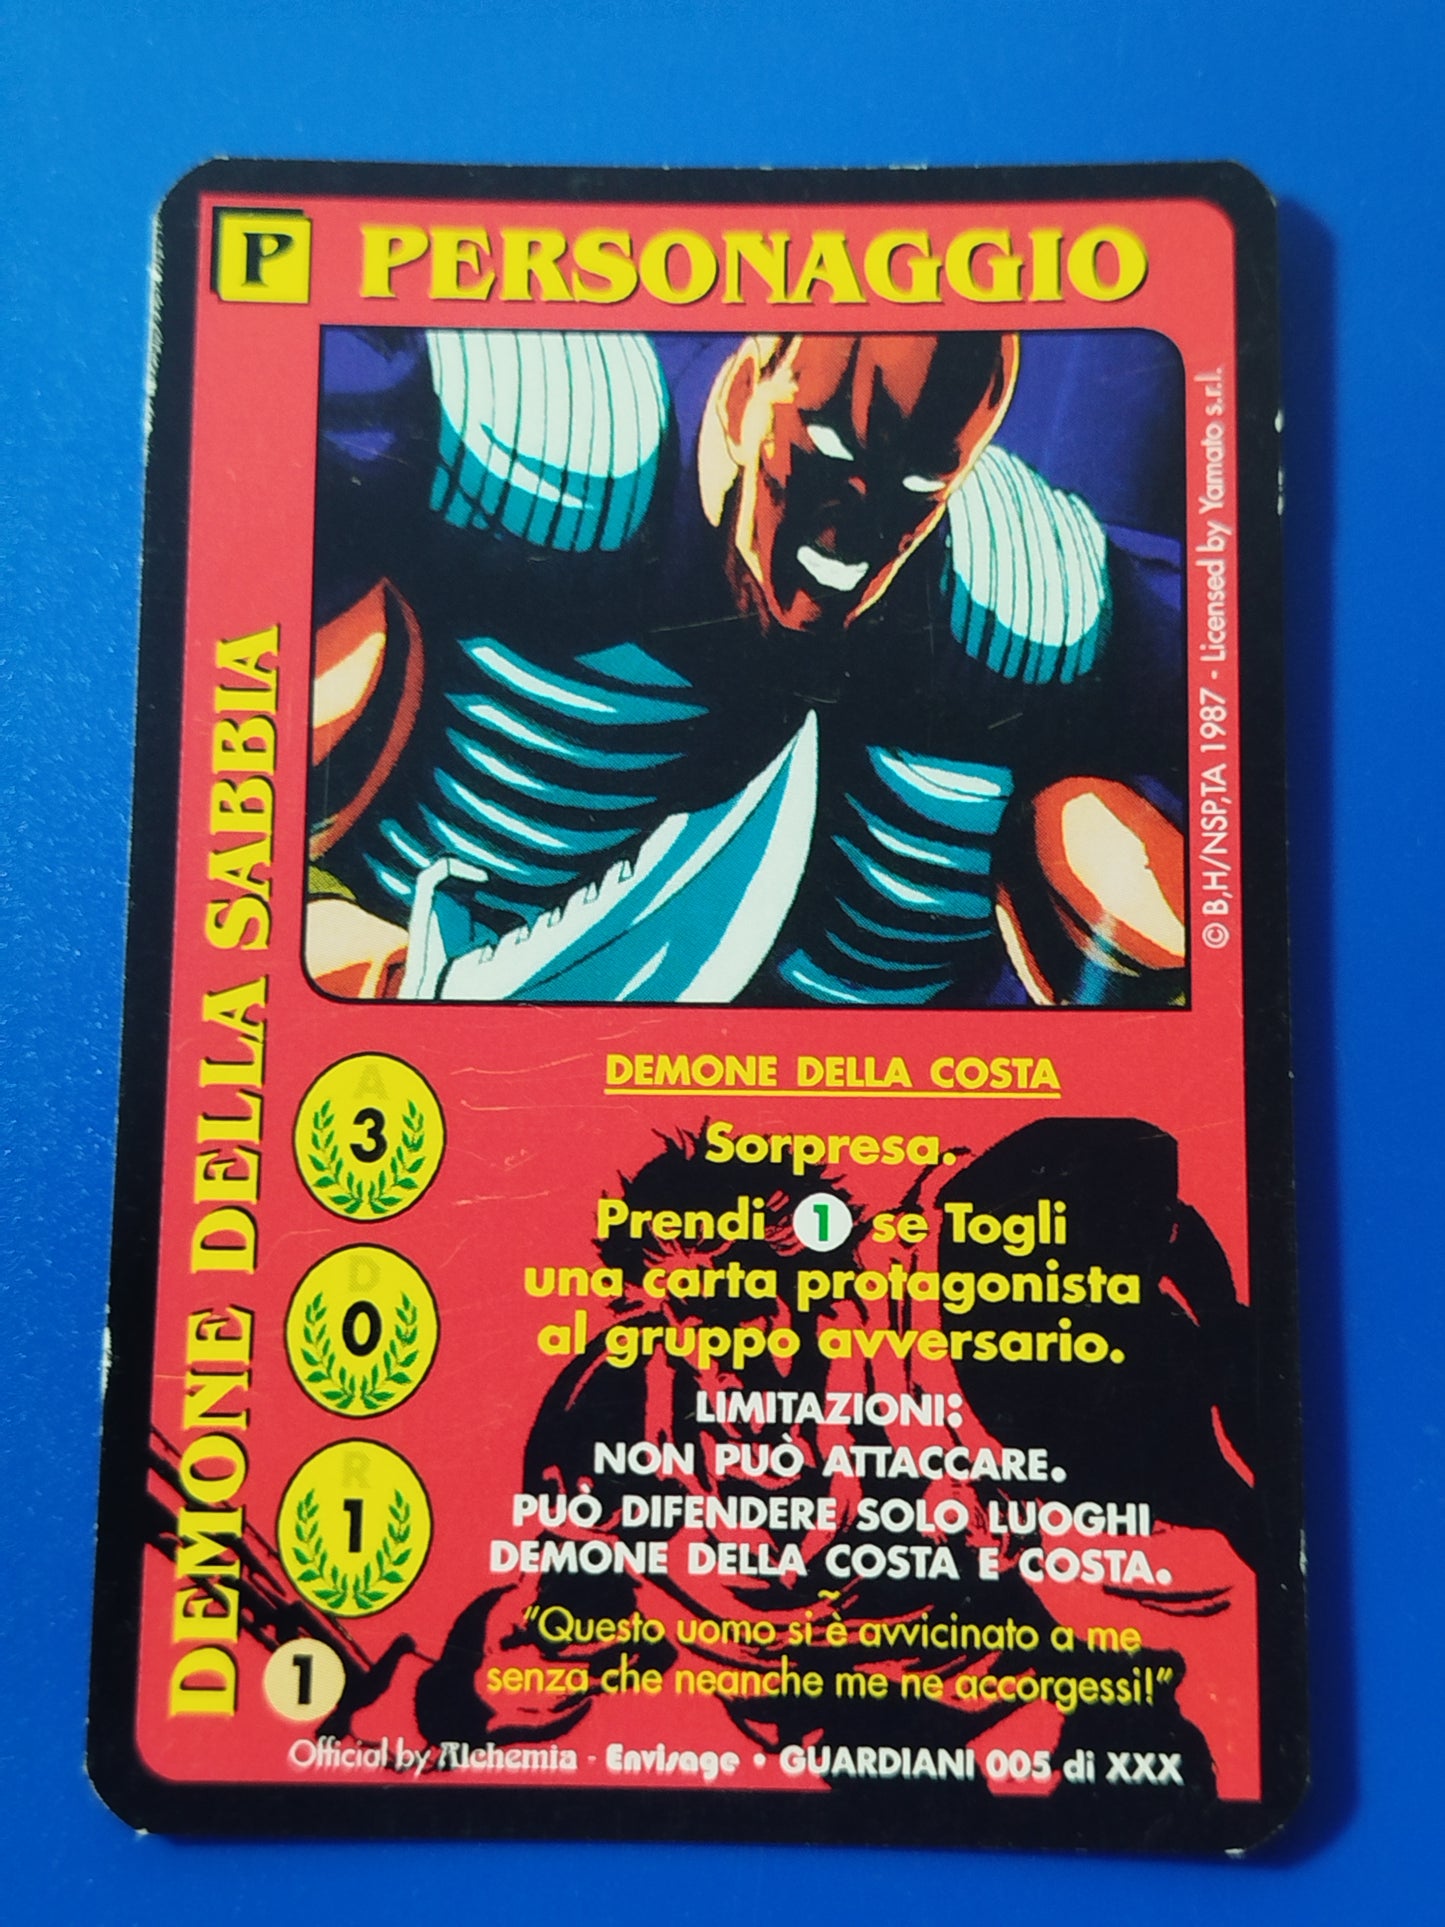 P PERSONAGGIO
© B,H/NSP,TA 1987 - Licensed by Yamato s.r.l.
DEMONE DELLA SABBIA
DEMONE DELLA COSTA
A
3
D
0
R
1
1
Sorpresa.
Prendi 1 se Togli
una carta protagonista
al gruppo avversario.
LIMITAZIONI:
NON PUÒ ATTACCARE.
PUÒ DIFENDERE SOLO LUOGHI
DEMONE DELLA COSTA E COSTA.
~
"Questo uomo si è avvicinato a me
senza che neanche me ne accorgessi!"
Official by Alchemia - Envisage • GUARDIANI 005 di XXX